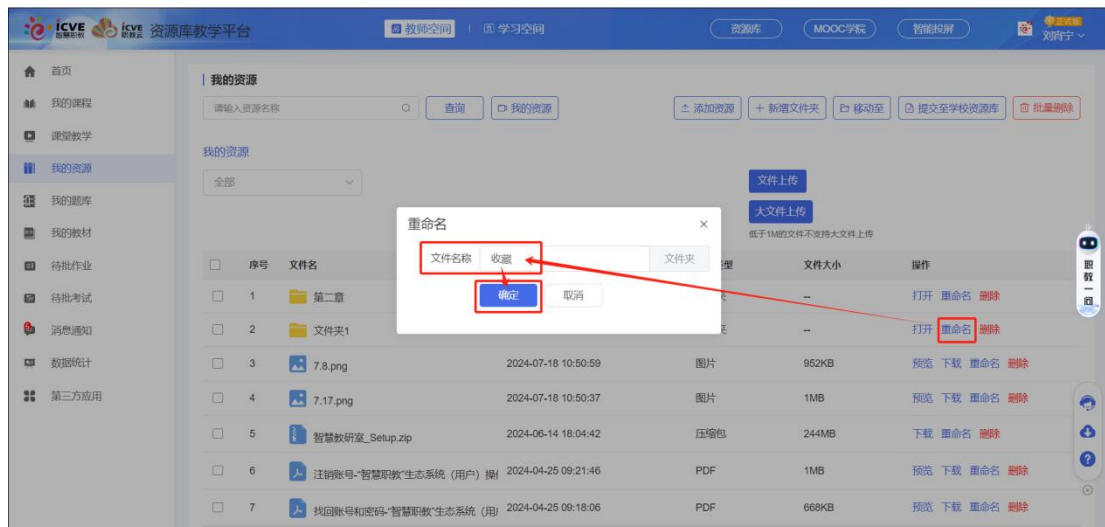 icve 智慧职教 icve 职教云 资源库教学平台 教师空间 学习空间 资源库 MOOC学院 智能投屏 正式版 刘宵宁
首页
我的课程
课堂教学
我的资源
我的题库
我的教材
待批作业
待批考试
消息通知
数据统计
第三方应用
我的资源
请输入资源名称 查询 我的资源 添加资源 新增文件夹 移动至 提交至学校资源库 批量删除
我的资源
全部 文件上传
大文件上传
低于1M的文件不支持大文件上传
重命名
文件名称 收藏 文件夹
确定 取消
序号 文件名 型 文件大小 操作
1 第二章 -- 打开 重命名 删除
2 文件夹1 -- 打开 重命名 删除
3 7.8.png 2024-07-18 10:50:59 图片 952KB 预览 下载 重命名 删除
4 7.17.png 2024-07-18 10:50:37 图片 1MB 预览 下载 重命名 删除
5 智慧教研室_Setup.zip 2024-06-14 18:04:42 压缩包 244MB 下载 重命名 删除
6 注销账号-“智慧职教”生态系统（用户）操 2024-04-25 09:21:46 PDF 1MB 预览 下载 重命名 删除
7 找回账号和密码-“智慧职教”生态系统（用 2024-04-25 09:18:06 PDF 668KB 预览 下载 重命名 删除
职教一问